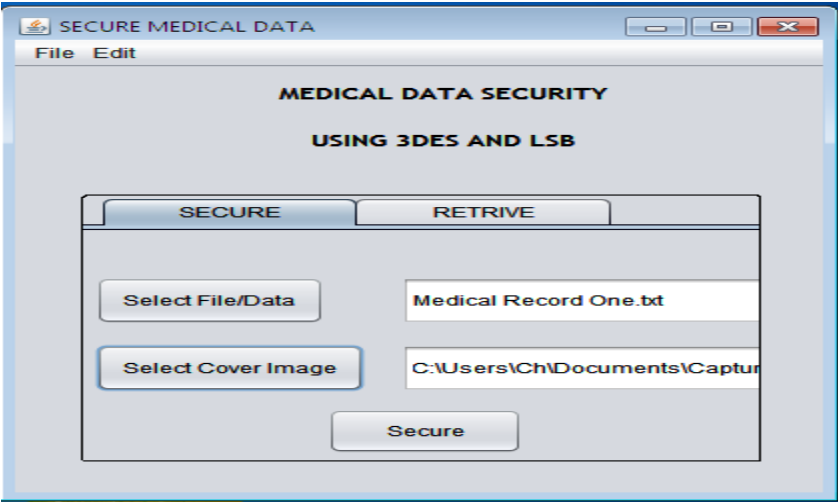 SECURE MEDICAL DATA
File Edit
MEDICAL DATA SECURITY
USING 3DES AND LSB
SECURE RETRIVE
Select File/Data Medical Record One.txt
Select Cover Image C:\Users\Ch\Documents\Captur
Secure